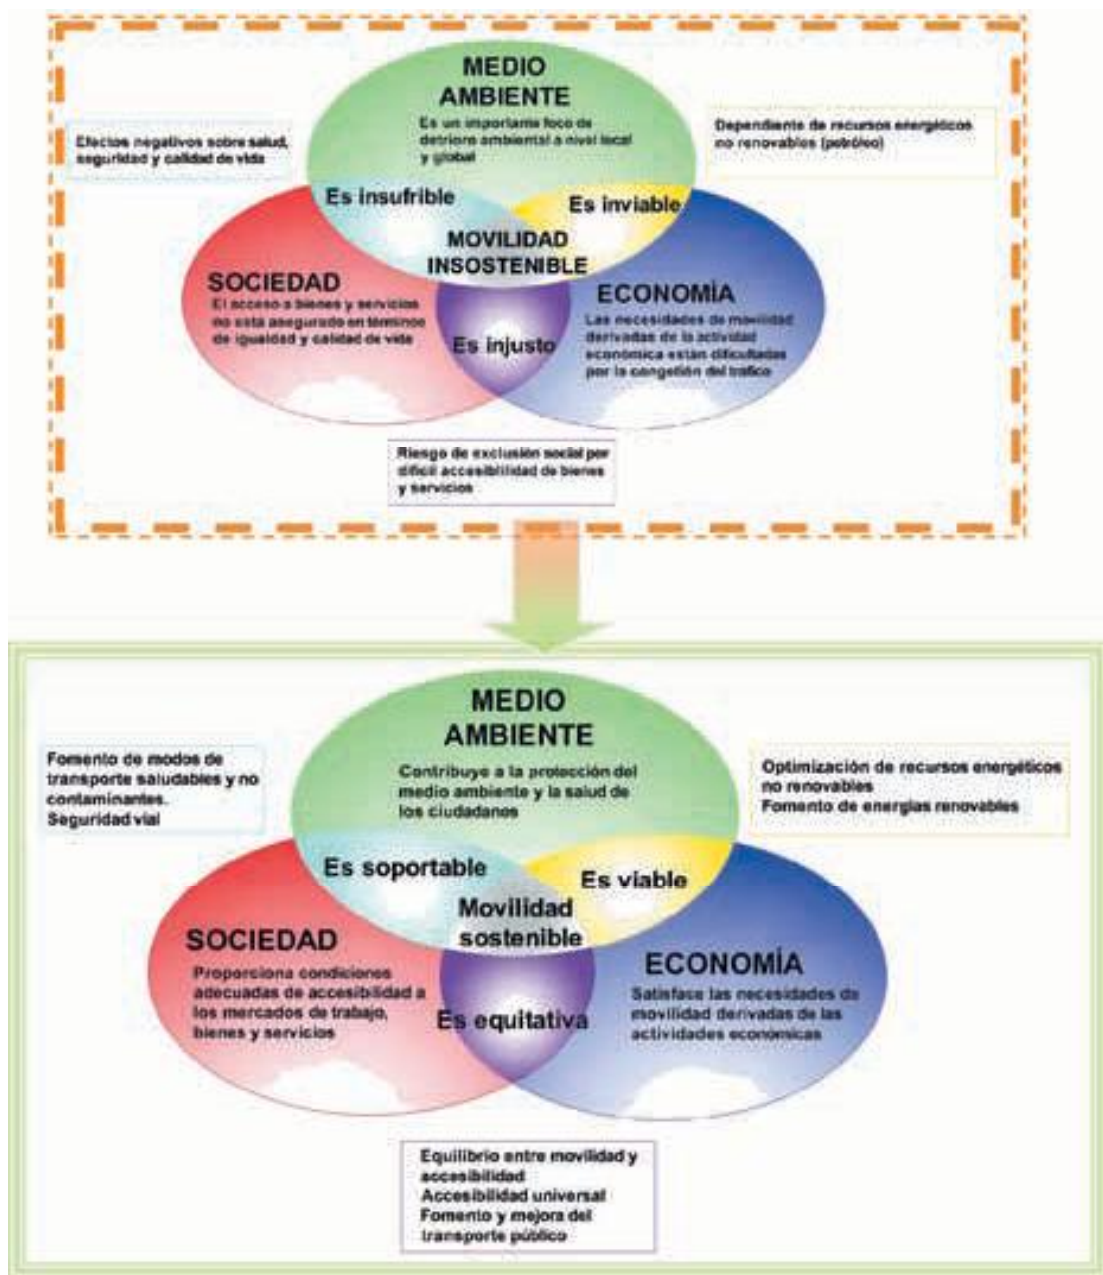 MEDIO
AMBIENTE
Es un importante foco de
deterioro ambiental a nivel local
y global
Efectos negativos sobre salud,
seguridad y calidad de vida
Dependiente de recursos energéticos
no renovables (petróleo)
Es insufrible
Es inviable
MOVILIDAD
INSOSTENIBLE
SOCIEDAD
El acceso a bienes y servicios
no está asegurado en términos
de igualdad y calidad de vida
ECONOMÍA
Las necesidades de movilidad
derivadas de la actividad
económica están dificultadas
por la congestión del trafico
Es injusto
Riesgo de exclusión social por
dificil accesiblilidad de bienes
y servicios
MEDIO
AMBIENTE
Contribuye a la protección del
medio ambiente y la salud de
los ciudadanos
Fomento de modos de
transporte saludables y no
contaminantes.
Seguridad vial
Optimización de recursos energéticos
no renovables
Fomento de energías renovables
Es soportable
Es viable
Movilidad
sostenible
SOCIEDAD
Proporciona condiciones
adecuadas de accesibilidad a
los mercados de trabajo,
bienes y servicios
ECONOMÍA
Satisface las necesidades de
movilidad derivadas de las
actividades económicas
Es equitativa
Equilibrio entre movilidad y
accesibilidad
Accesibilidad universal
Fomento y mejora del
transporte público